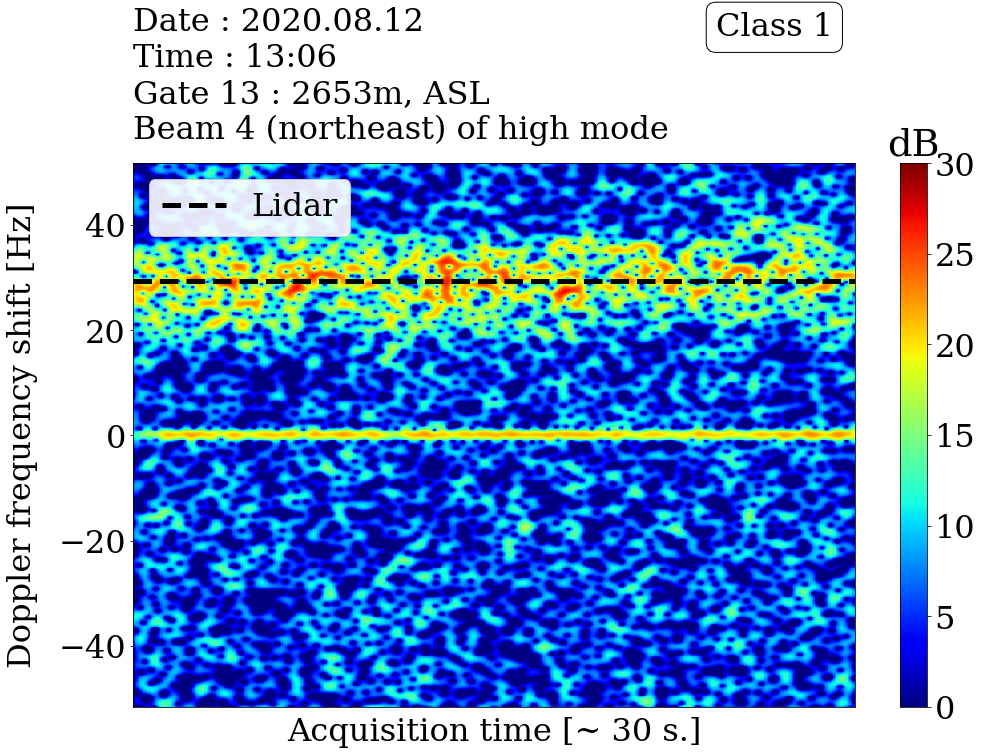 Date : 2020.08.12
Time : 13:06
Gate 13 : 2653m, ASL
Beam 4 (northeast) of high mode
Class 1
dB
Lidar
Doppler frequency shift [Hz]
40
20
0
−20
−40
Acquisition time [~ 30 s.]
30
25
20
15
10
5
0